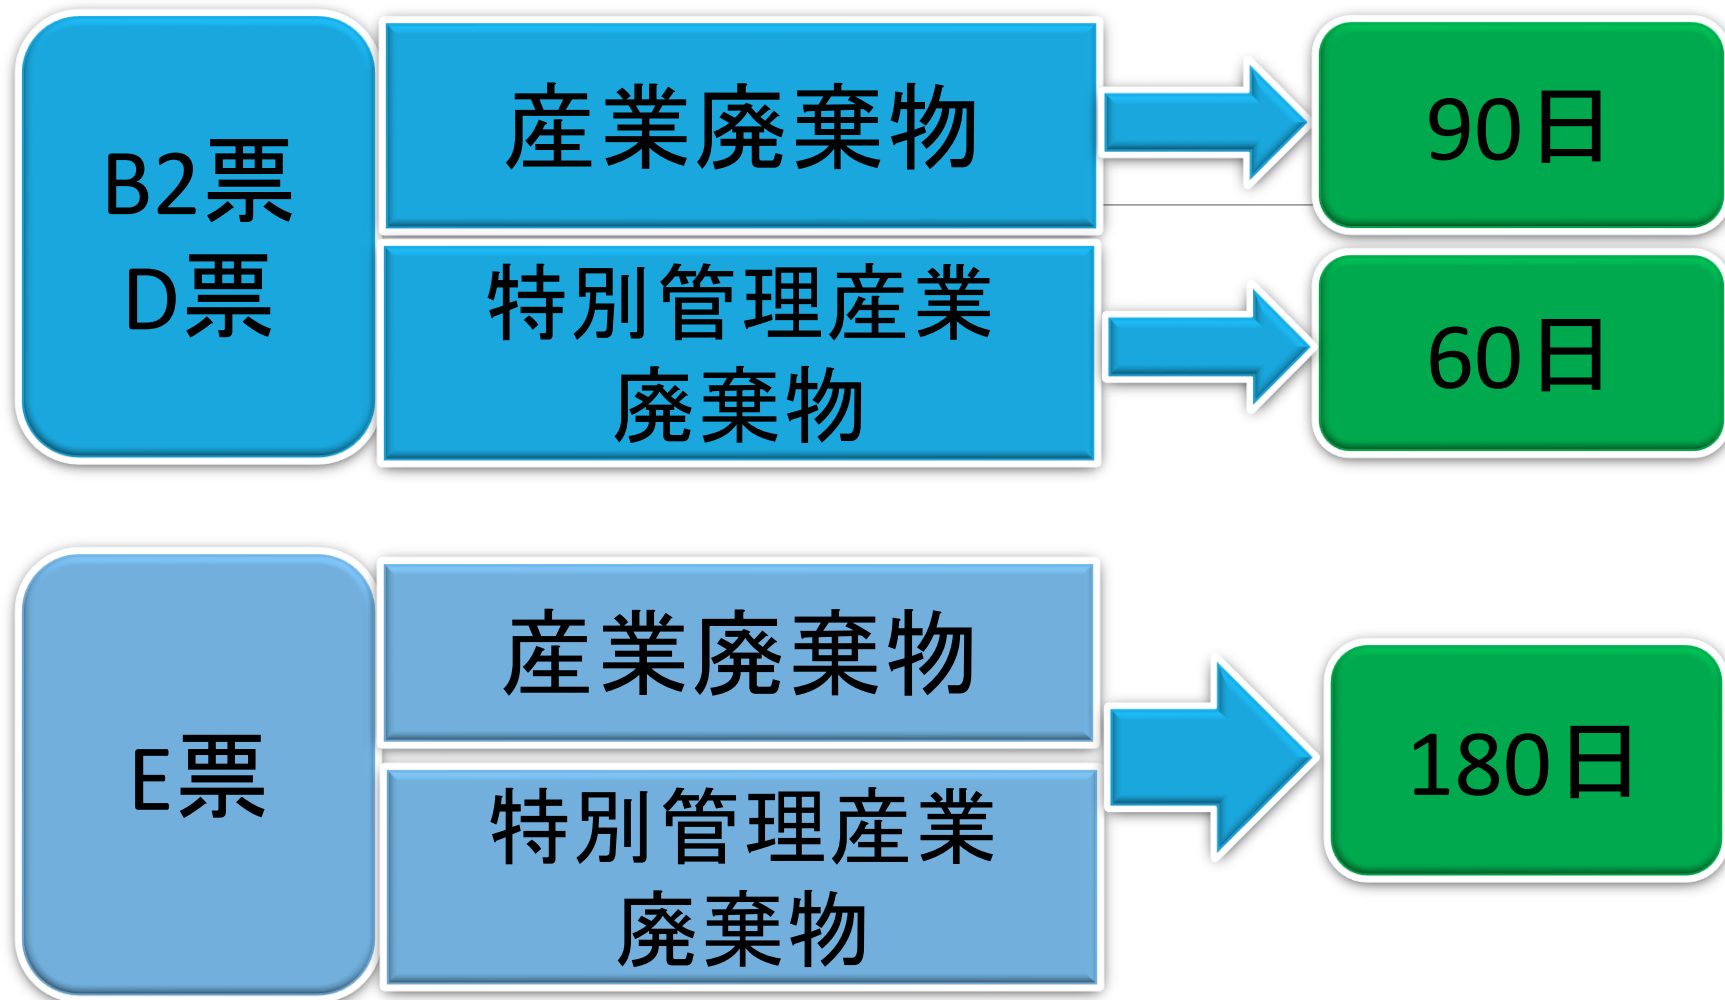 B2票
D票
産業廃棄物
90日
特別管理産業
廃棄物
60日
E票
産業廃棄物
特別管理産業
廃棄物
180日